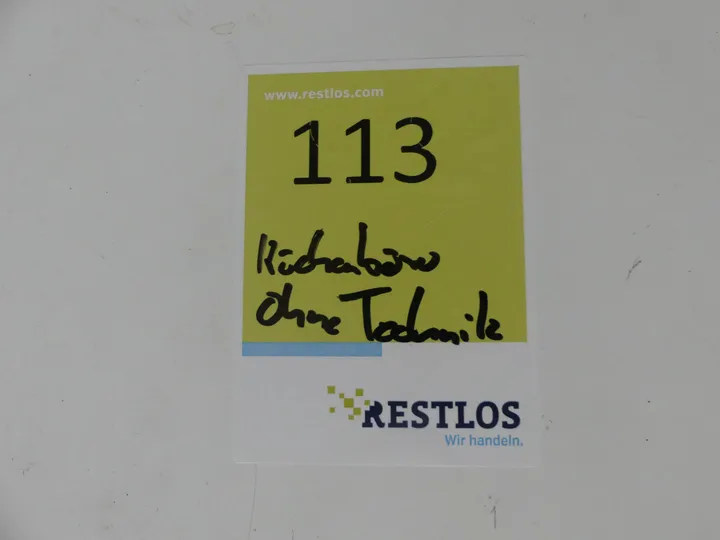 www.restlos.com
113
Küchenbüro
ohne Technik
RESTLOS
Wir handeln.